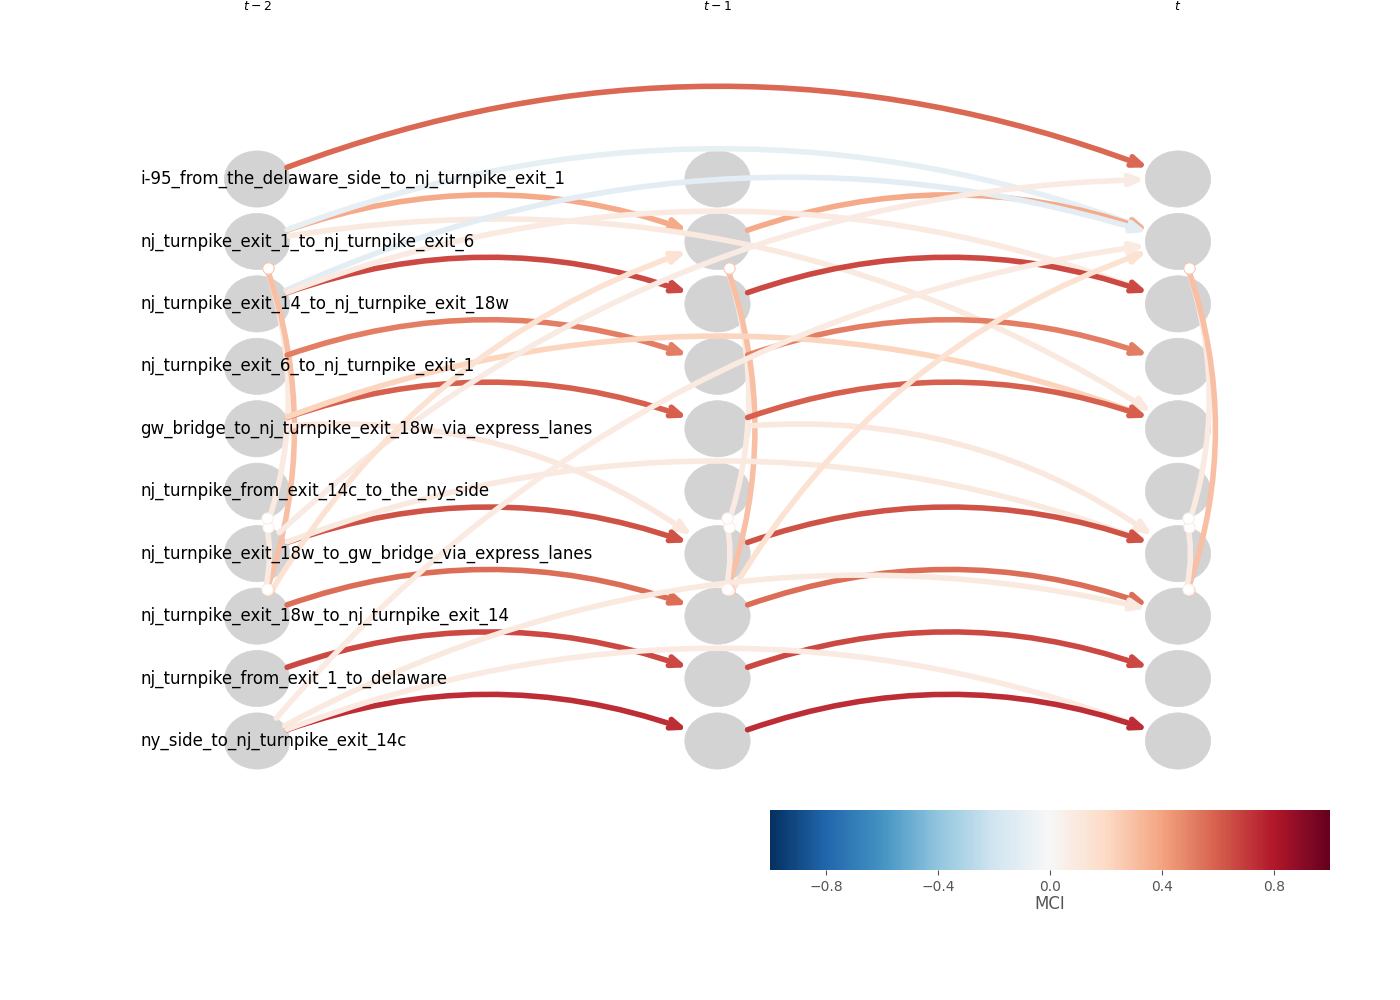 t − 2 t − 1 t
i-95_from_the_delaware_side_to_nj_turnpike_exit_1
nj_turnpike_exit_1_to_nj_turnpike_exit_6
nj_turnpike_exit_14_to_nj_turnpike_exit_18w
nj_turnpike_exit_6_to_nj_turnpike_exit_1
gw_bridge_to_nj_turnpike_exit_18w_via_express_lanes
nj_turnpike_from_exit_14c_to_the_ny_side
nj_turnpike_exit_18w_to_gw_bridge_via_express_lanes
nj_turnpike_exit_18w_to_nj_turnpike_exit_14
nj_turnpike_from_exit_1_to_delaware
ny_side_to_nj_turnpike_exit_14c
−0.8 −0.4 0.0 0.4 0.8
MCI